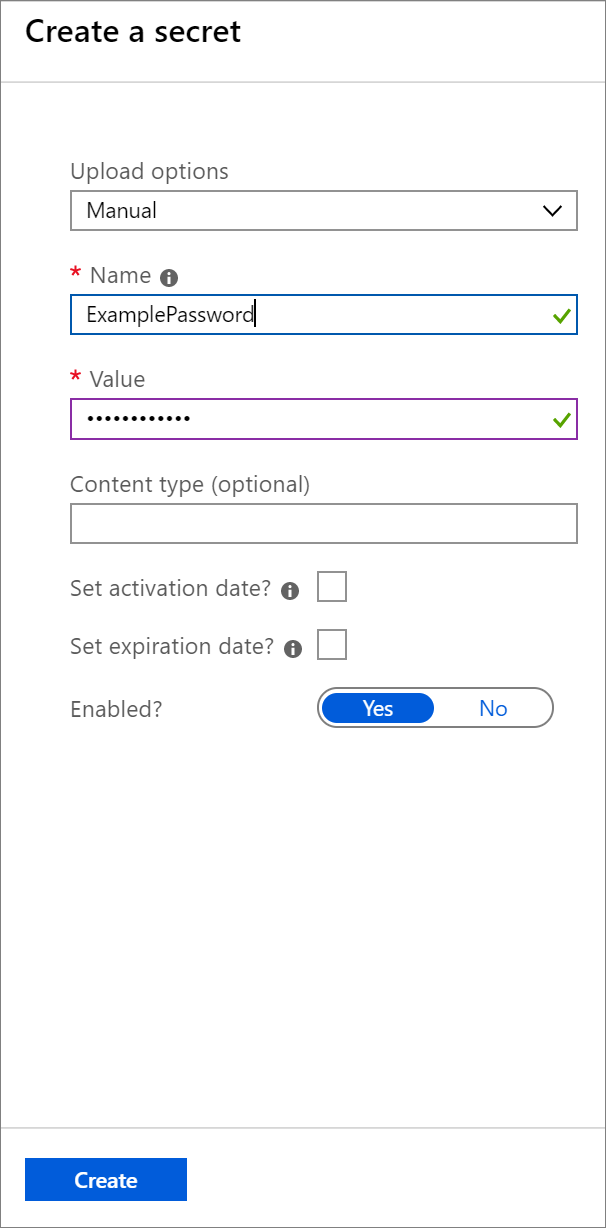 Create a secret
Upload options
Manual
* Name
ExamplePassword
* Value
••••••••••••
Content type (optional)
Set activation date?
Set expiration date?
Enabled?
Yes No
Create